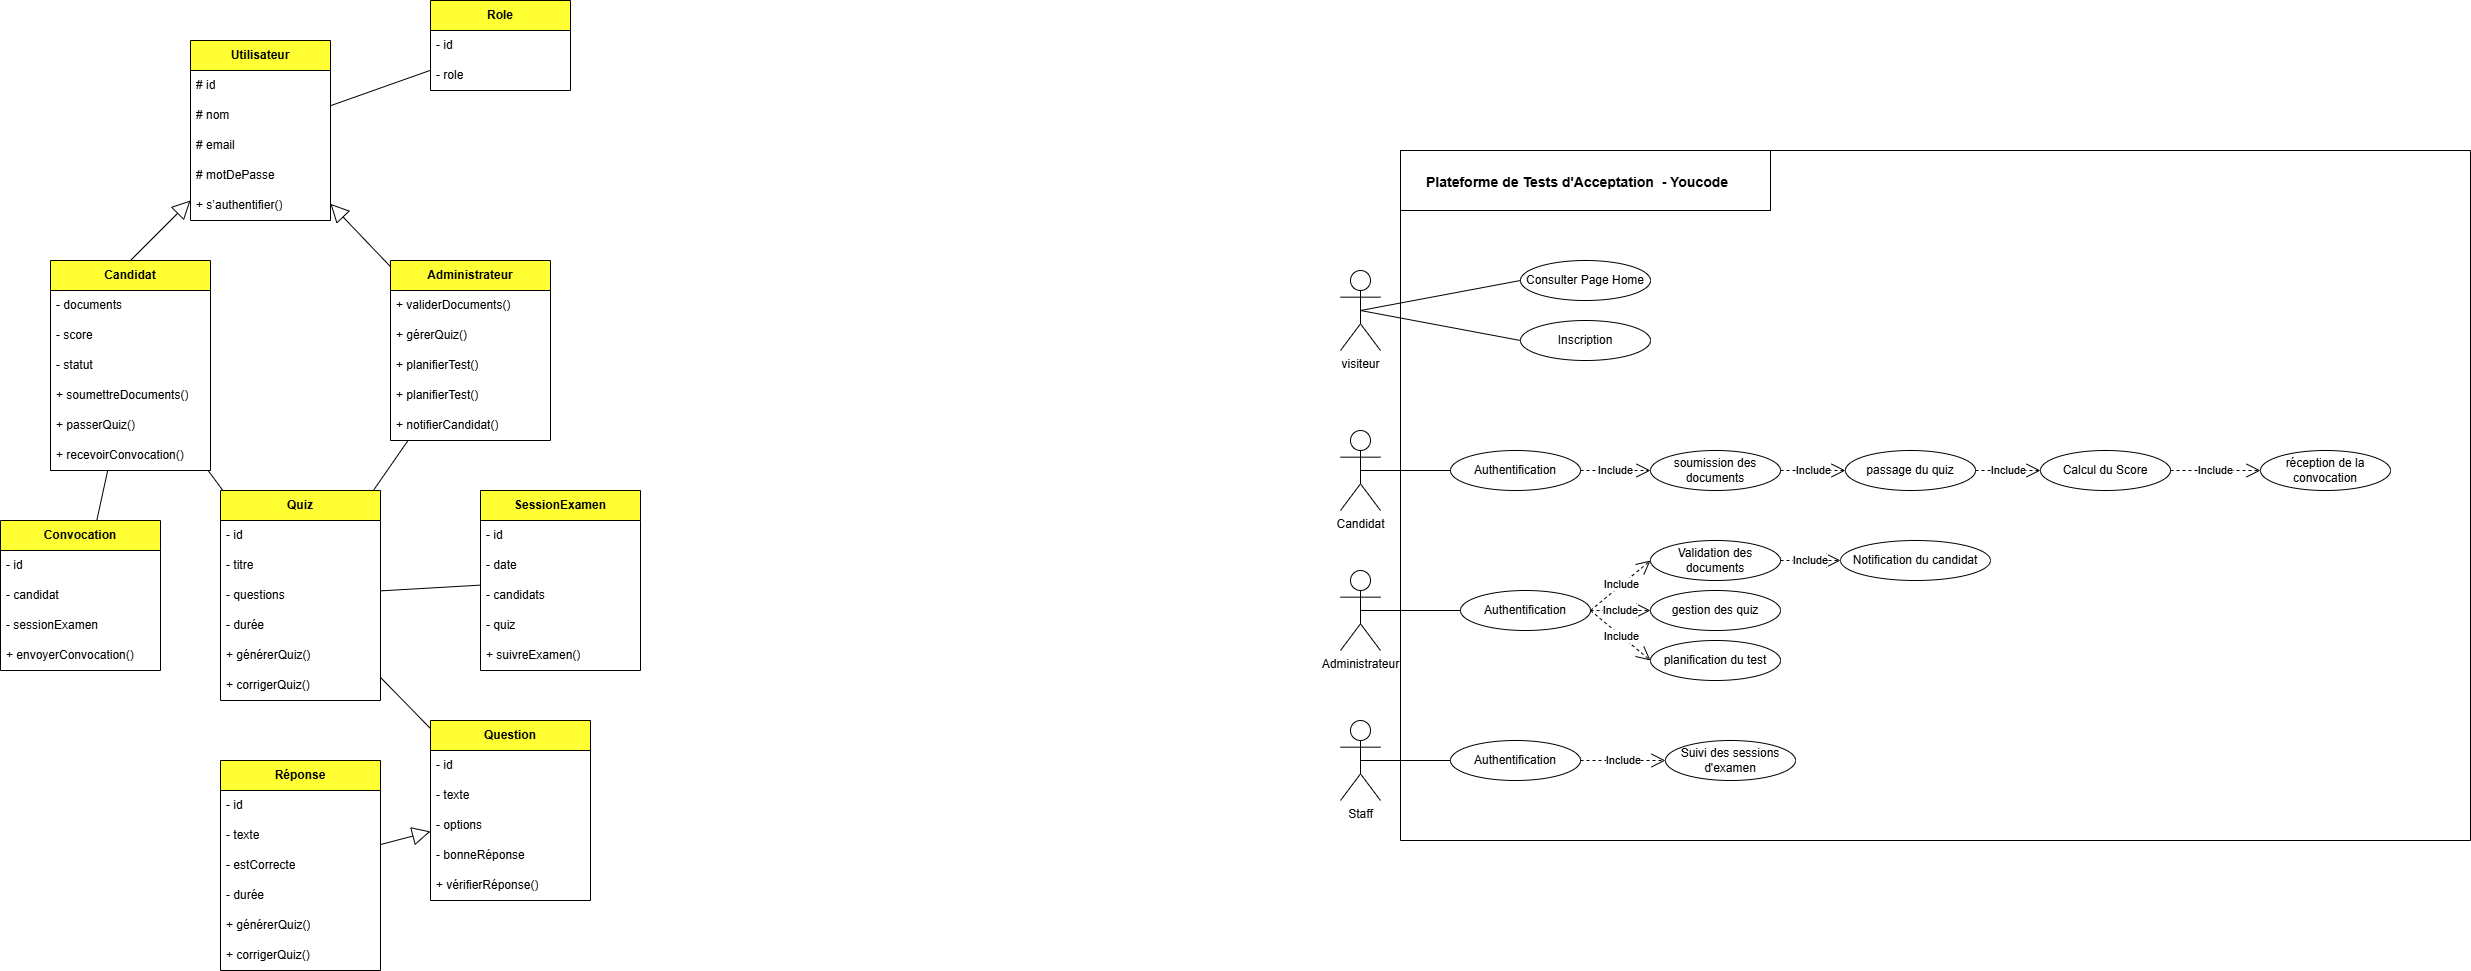 Role
- id
- role
Utilisateur
# id
# nom
# email
# motDePasse
+ s'authentifier()
Candidat
- documents
- score
- statut
+ soumettreDocuments()
+ passerQuiz()
+ recevoirConvocation()
Administrateur
+ validerDocuments()
+ gérerQuiz()
+ planifierTest()
+ planifierTest()
+ notifierCandidat()
Convocation
- id
- candidat
- sessionExamen
+ envoyerConvocation()
Quiz
- id
- titre
- questions
- durée
+ générerQuiz()
+ corrigerQuiz()
SessionExamen
- id
- date
- candidats
- quiz
+ suivreExamen()
Question
- id
- texte
- options
- bonneRéponse
+ vérifierRéponse()
Réponse
- id
- texte
- estCorrecte
- durée
+ générerQuiz()
+ corrigerQuiz()
Plateforme de Tests d'Acceptation - Youcode
visiteur
Consulter Page Home
Inscription
Candidat
Authentification
Include
soumission des
documents
Include
passage du quiz
Include
Calcul du Score
Include
réception de la
convocation
Administrateur
Authentification
Include
Validation des
documents
Include
Notification du candidat
Include
gestion des quiz
Include
planification du test
Staff
Authentification
Include
Suivi des sessions
d'examen